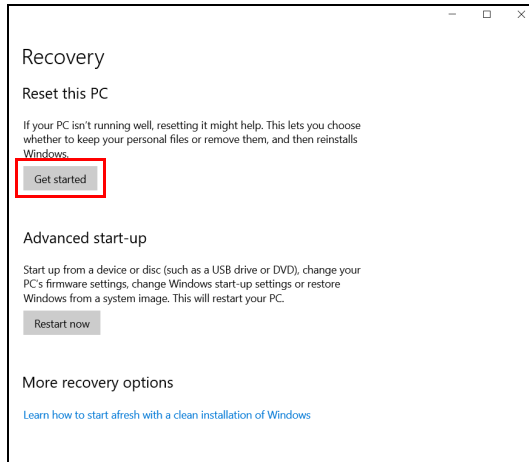 Recovery
Reset this PC
If your PC isn’t running well, resetting it might help. This lets you choose
whether to keep your personal files or remove them, and then reinstalls
Windows.
Get started
Advanced start-up
Start up from a device or disc (such as a USB drive or DVD), change your
PC’s firmware settings, change Windows start-up settings or restore
Windows from a system image. This will restart your PC.
Restart now
More recovery options
Learn how to start afresh with a clean installation of Windows